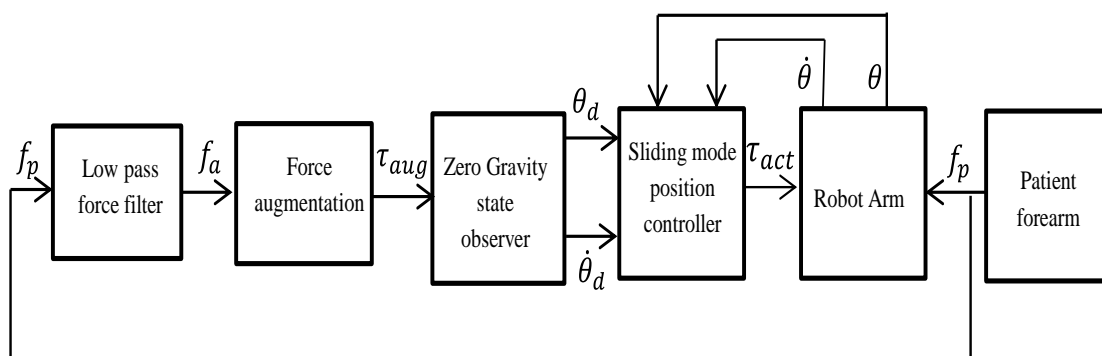 f_p
Low pass
force filter
f_a
Force
augmentation
τ_aug
Zero Gravity
state
observer
θ_d
θ̇_d
Sliding mode
position
controller
θ̇
θ
τ_act
Robot Arm
f_p
Patient
forearm